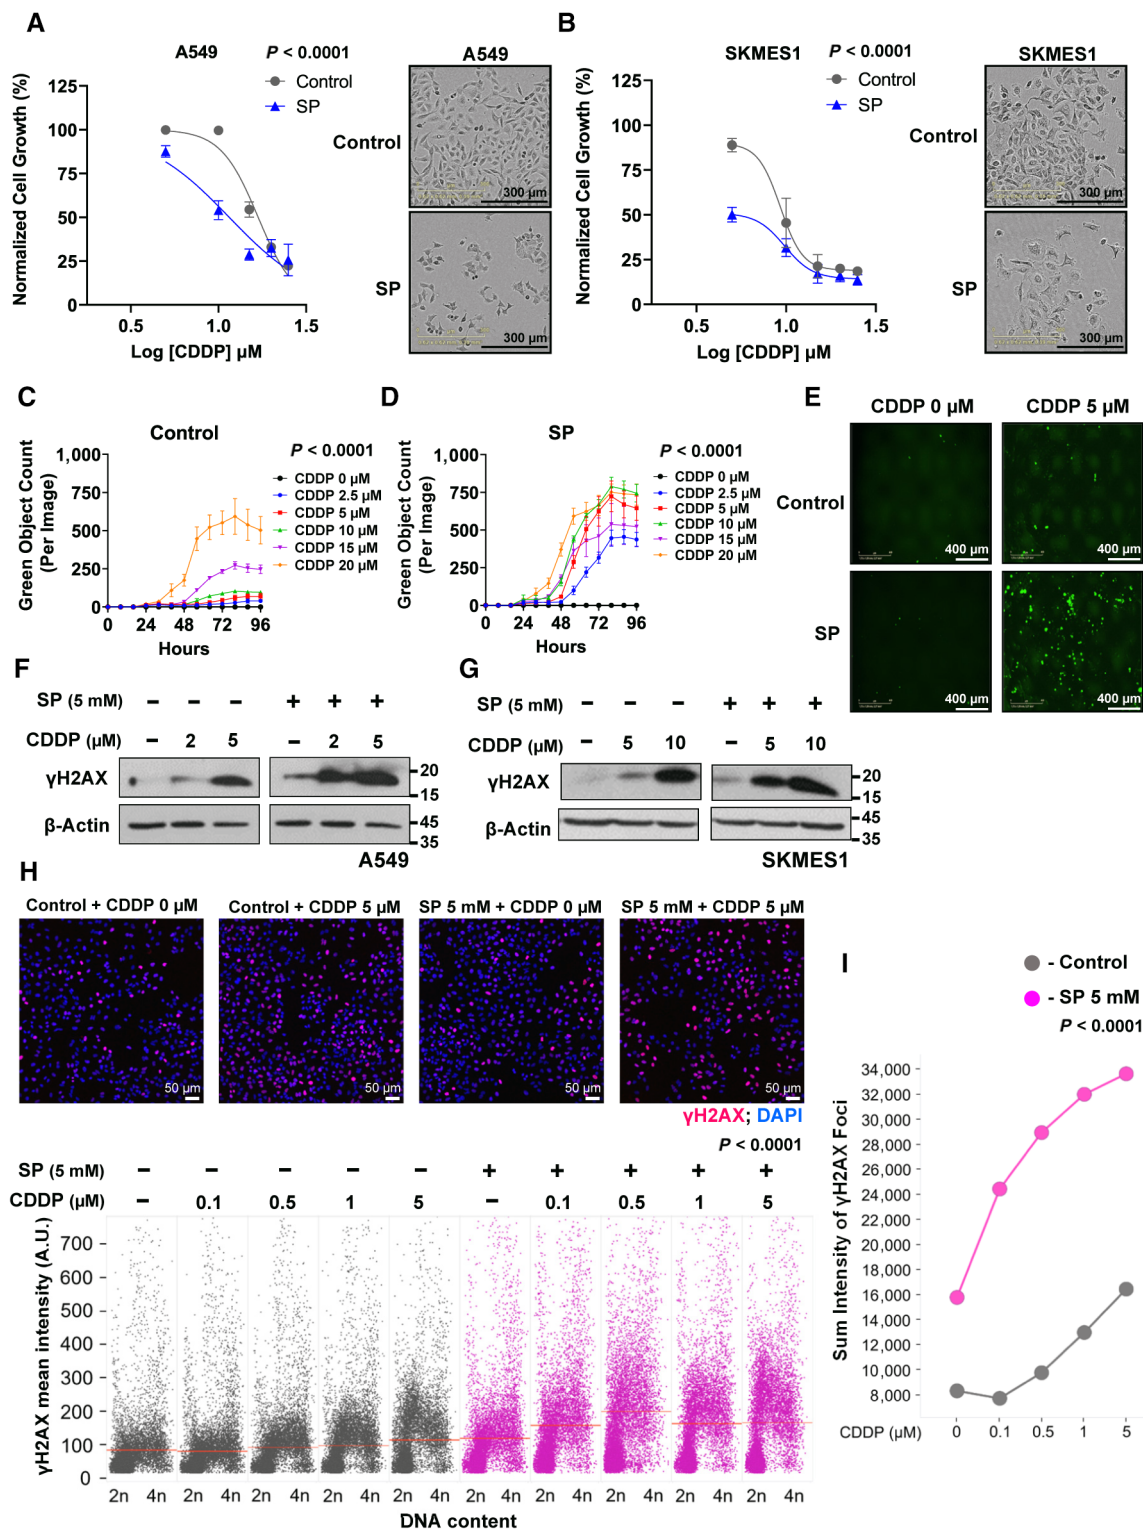 A
A549
P < 0.0001
Control
SP
Normalized Cell Growth (%)
125
100
75
50
25
0
0.5 1.0 1.5
Log [CDDP] µM
A549
Control
300 µm
SP
300 µm
B
SKMES1
P < 0.0001
Control
SP
Normalized Cell Growth (%)
125
100
75
50
25
0
0.5 1.0 1.5
Log [CDDP] µM
SKMES1
Control
300 µm
SP
300 µm
C
Control
P < 0.0001
Green Object Count
(Per Image)
1,000
750
500
250
0
0 24 48 72 96
Hours
CDDP 0 µM
CDDP 2.5 µM
CDDP 5 µM
CDDP 10 µM
CDDP 15 µM
CDDP 20 µM
D
SP
P < 0.0001
Green Object Count
(Per Image)
1,000
750
500
250
0
0 24 48 72 96
Hours
CDDP 0 µM
CDDP 2.5 µM
CDDP 5 µM
CDDP 10 µM
CDDP 15 µM
CDDP 20 µM
E
CDDP 0 µM CDDP 5 µM
Control
400 µm 400 µm
SP
400 µm 400 µm
F
SP (5 mM) – – – + + +
CDDP (µM) – 2 5 – 2 5
γH2AX
20
15
β-Actin
45
35
A549
G
SP (5 mM) – – – + + +
CDDP (µM) – 5 10 – 5 10
γH2AX
20
15
β-Actin
45
35
SKMES1
H
Control + CDDP 0 µM Control + CDDP 5 µM SP 5 mM + CDDP 0 µM SP 5 mM + CDDP 5 µM
50 µm 50 µm 50 µm 50 µm
γH2AX; DAPI
P < 0.0001
SP (5 mM) – – – – – + + + + +
CDDP (µM) – 0.1 0.5 1 5 – 0.1 0.5 1 5
γH2AX mean intensity (A.U.)
700
600
500
400
300
200
100
0
2n 4n 2n 4n 2n 4n 2n 4n 2n 4n 2n 4n 2n 4n 2n 4n 2n 4n 2n 4n
DNA content
I
- Control
- SP 5 mM
P < 0.0001
Sum Intensity of γH2AX Foci
34,000
32,000
30,000
28,000
26,000
24,000
22,000
20,000
18,000
16,000
14,000
12,000
10,000
8,000
CDDP (µM) 0 0.1 0.5 1 5